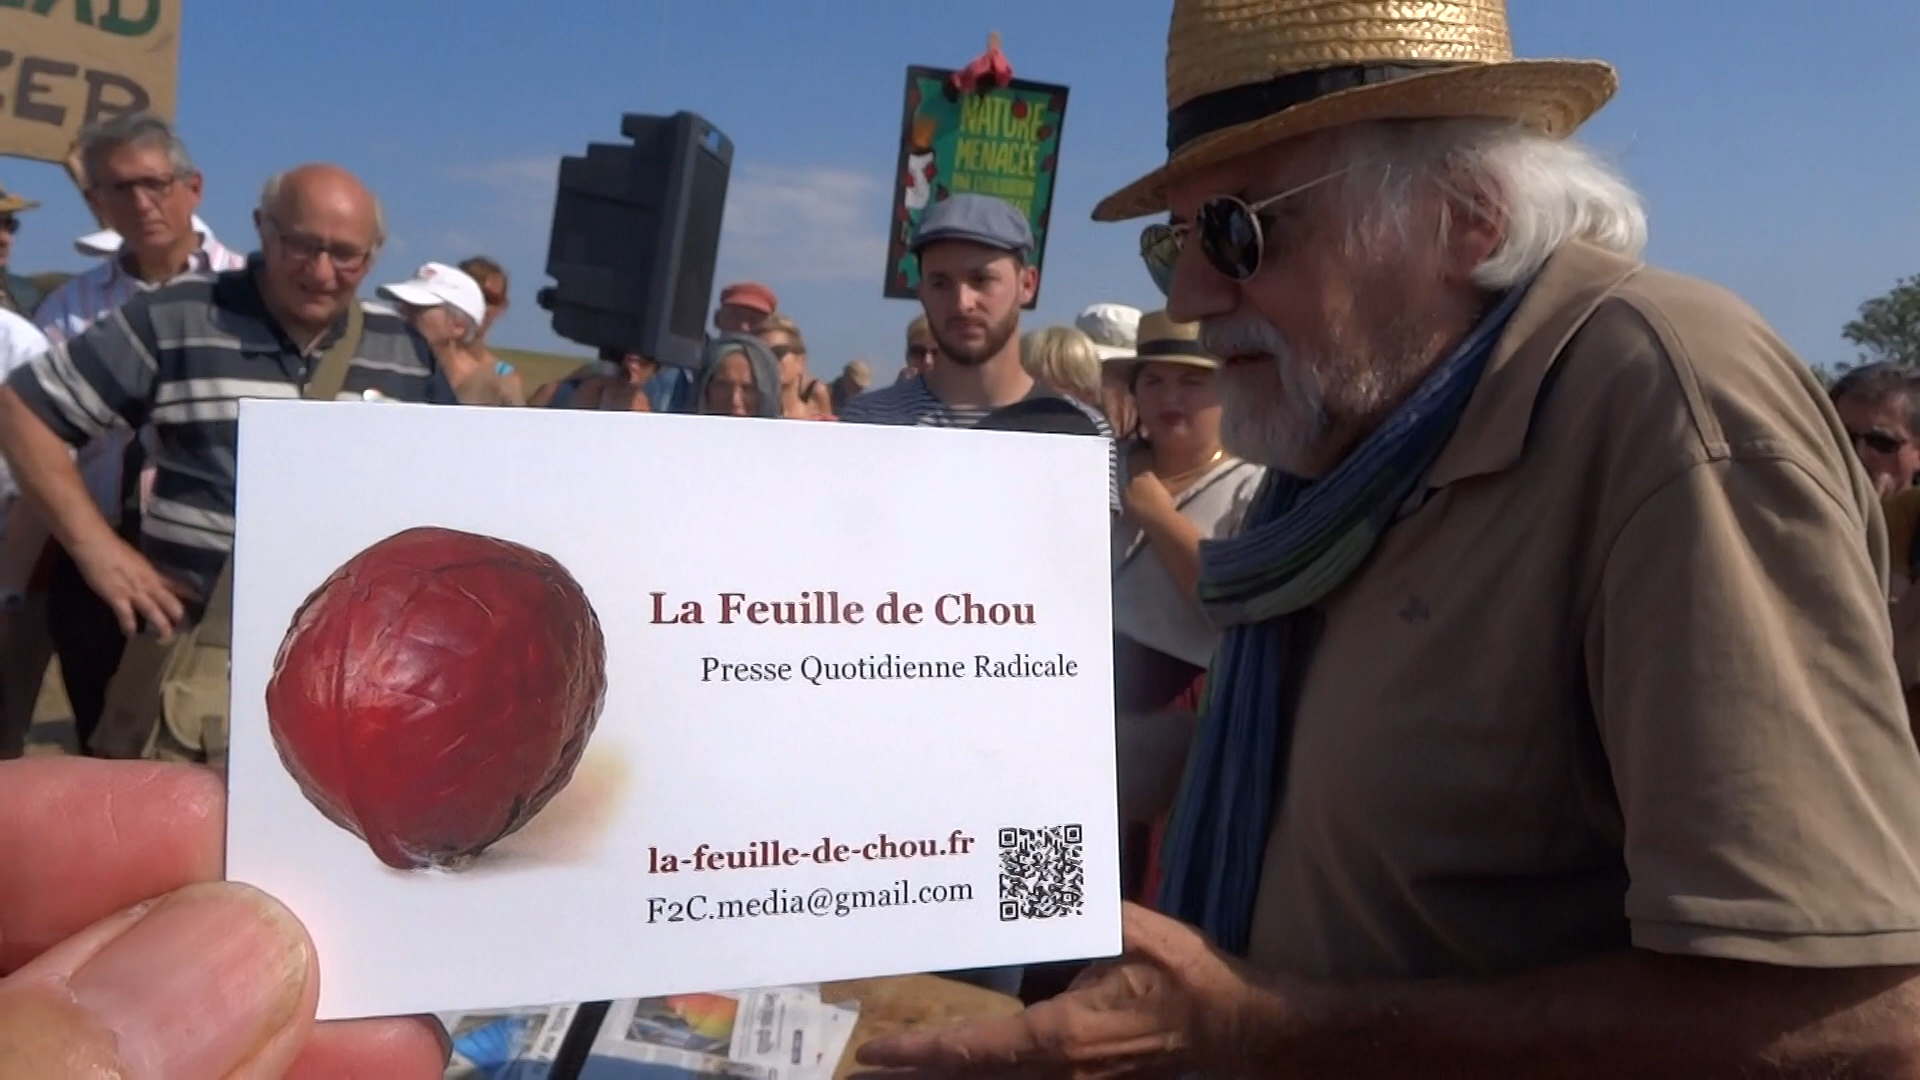 NATURE
MENACÉE
La Feuille de Chou
Presse Quotidienne Radicale
la-feuille-de-chou.fr
F2C.media@gmail.com